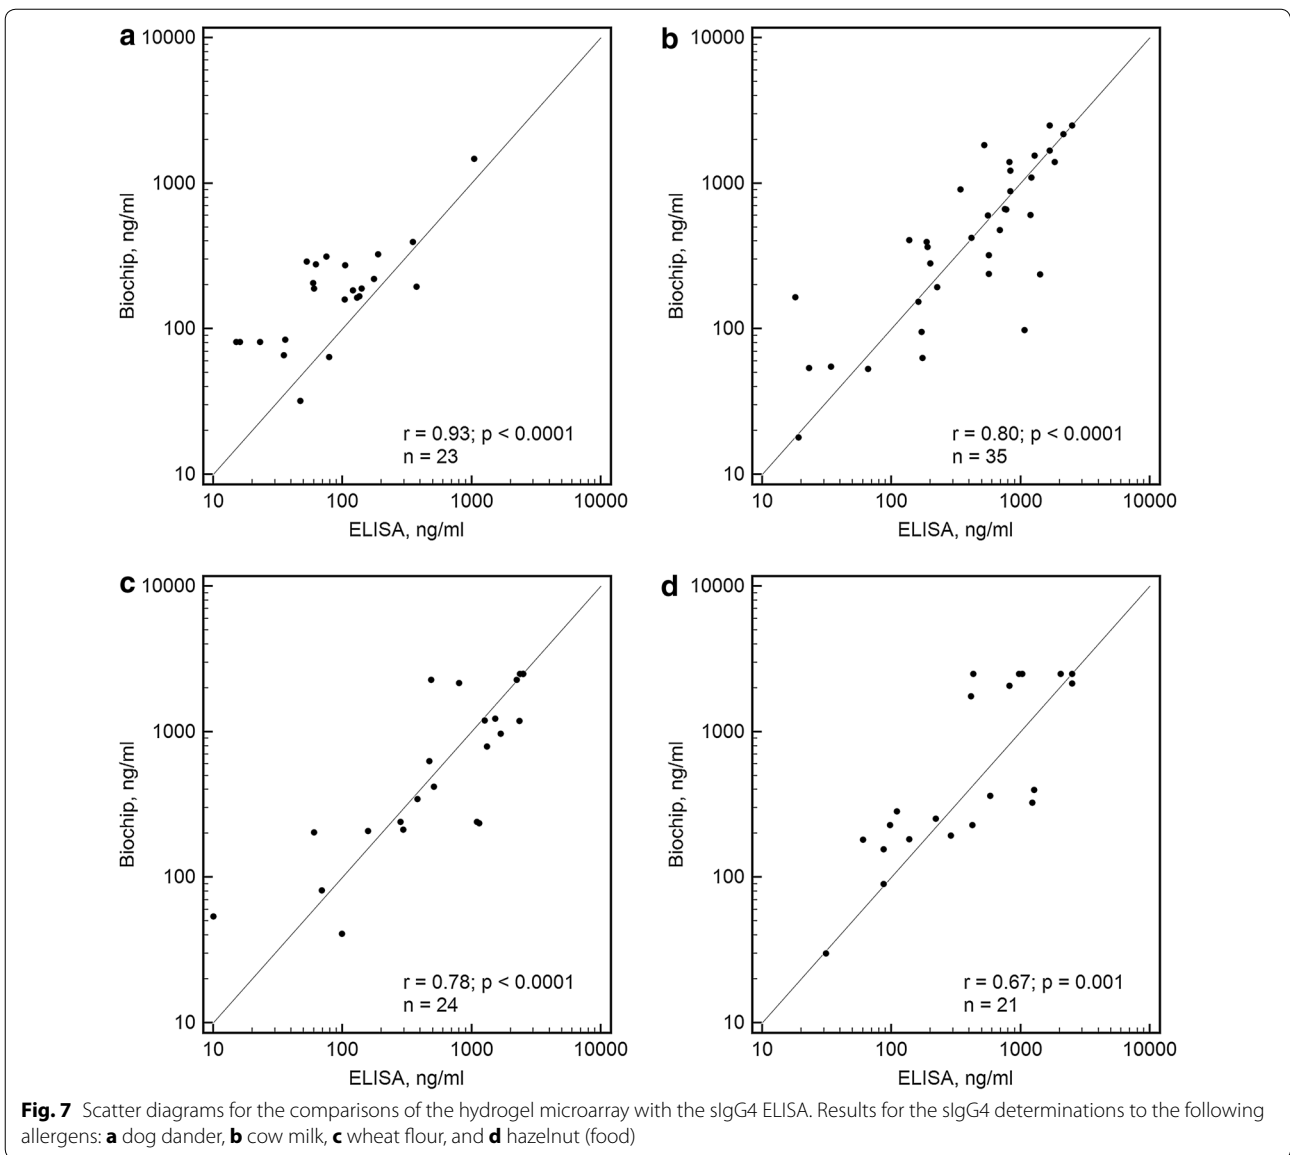 a
10000
1000
100
10
Biochip, ng/ml
r = 0.93; p < 0.0001
n = 23
10 100 1000 10000
ELISA, ng/ml
b
10000
1000
100
10
Biochip, ng/ml
r = 0.80; p < 0.0001
n = 35
10 100 1000 10000
ELISA, ng/ml
c
10000
1000
100
10
Biochip, ng/ml
r = 0.78; p < 0.0001
n = 24
10 100 1000 10000
ELISA, ng/ml
d
10000
1000
100
10
Biochip, ng/ml
r = 0.67; p = 0.001
n = 21
10 100 1000 10000
ELISA, ng/ml
Fig. 7 Scatter diagrams for the comparisons of the hydrogel microarray with the sIgG4 ELISA. Results for the sIgG4 determinations to the following
allergens: a dog dander, b cow milk, c wheat flour, and d hazelnut (food)